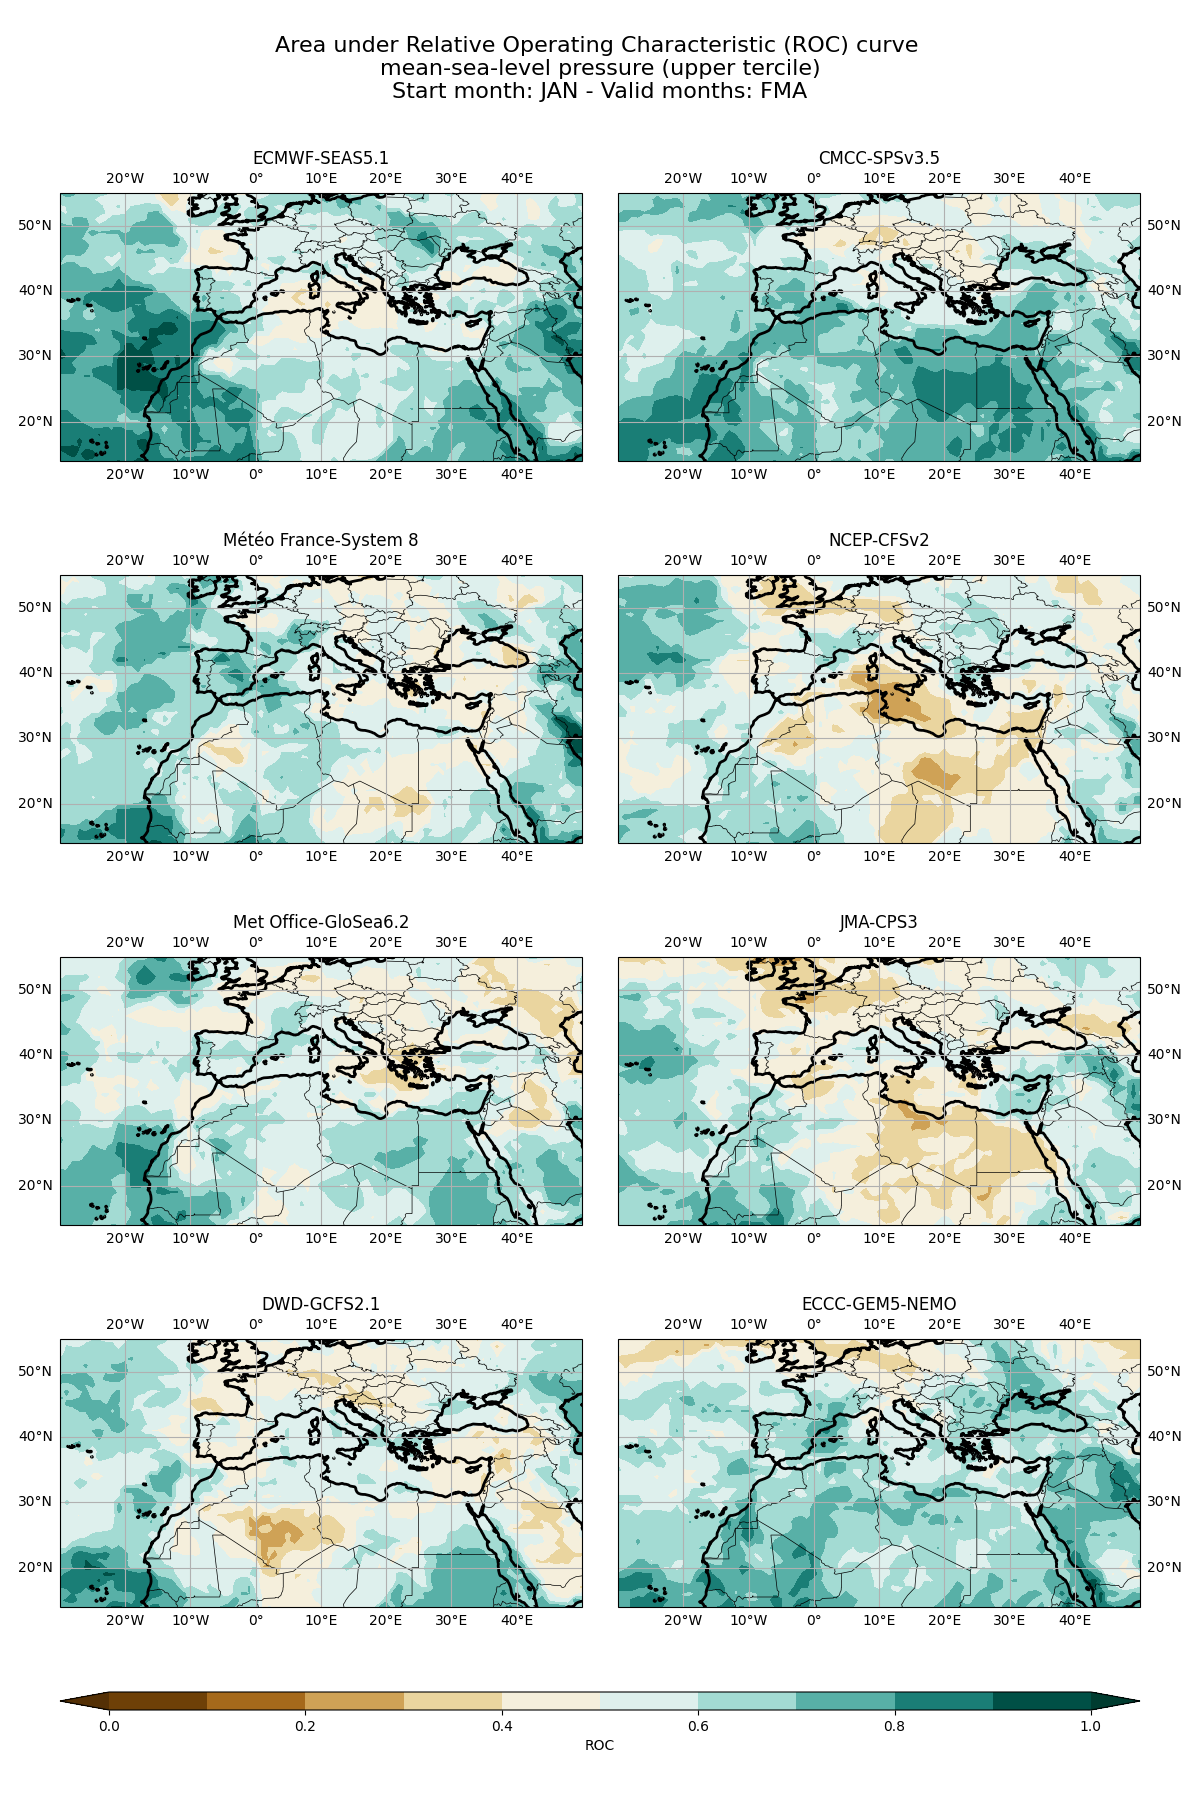 Area under Relative Operating Characteristic (ROC) curve
mean-sea-level pressure (upper tercile)
Start month: JAN - Valid months: FMA
ECMWF-SEAS5.1
CMCC-SPSv3.5
20°W 10°W 0° 10°E 20°E 30°E 40°E
20°W 10°W 0° 10°E 20°E 30°E 40°E
50°N
50°N
40°N
40°N
30°N
30°N
20°N
20°N
20°W 10°W 0° 10°E 20°E 30°E 40°E
20°W 10°W 0° 10°E 20°E 30°E 40°E
Météo France-System 8
NCEP-CFSv2
20°W 10°W 0° 10°E 20°E 30°E 40°E
20°W 10°W 0° 10°E 20°E 30°E 40°E
50°N
50°N
40°N
40°N
30°N
30°N
20°N
20°N
20°W 10°W 0° 10°E 20°E 30°E 40°E
20°W 10°W 0° 10°E 20°E 30°E 40°E
Met Office-GloSea6.2
JMA-CPS3
20°W 10°W 0° 10°E 20°E 30°E 40°E
20°W 10°W 0° 10°E 20°E 30°E 40°E
50°N
50°N
40°N
40°N
30°N
30°N
20°N
20°N
20°W 10°W 0° 10°E 20°E 30°E 40°E
20°W 10°W 0° 10°E 20°E 30°E 40°E
DWD-GCFS2.1
ECCC-GEM5-NEMO
20°W 10°W 0° 10°E 20°E 30°E 40°E
20°W 10°W 0° 10°E 20°E 30°E 40°E
50°N
50°N
40°N
40°N
30°N
30°N
20°N
20°N
20°W 10°W 0° 10°E 20°E 30°E 40°E
20°W 10°W 0° 10°E 20°E 30°E 40°E
0.0 0.2 0.4 0.6 0.8 1.0
ROC